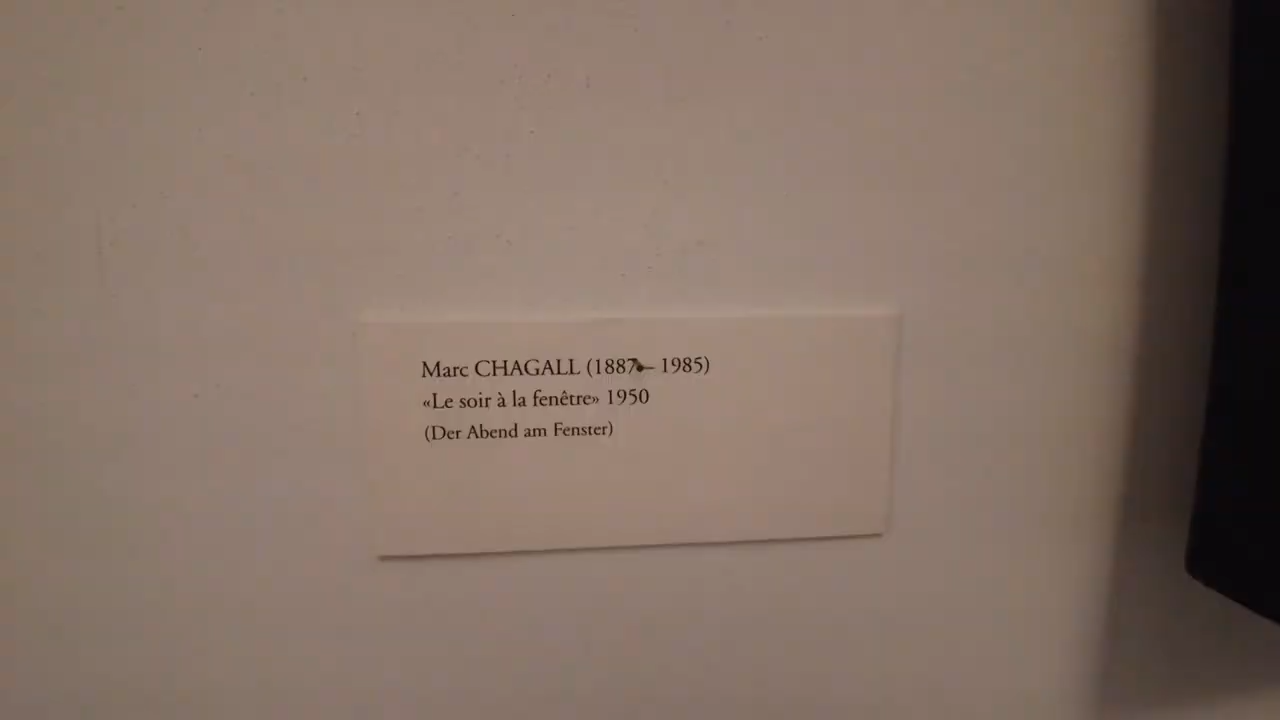 Marc CHAGALL (1887 – 1985)
«Le soir à la fenêtre» 1950
(Der Abend am Fenster)